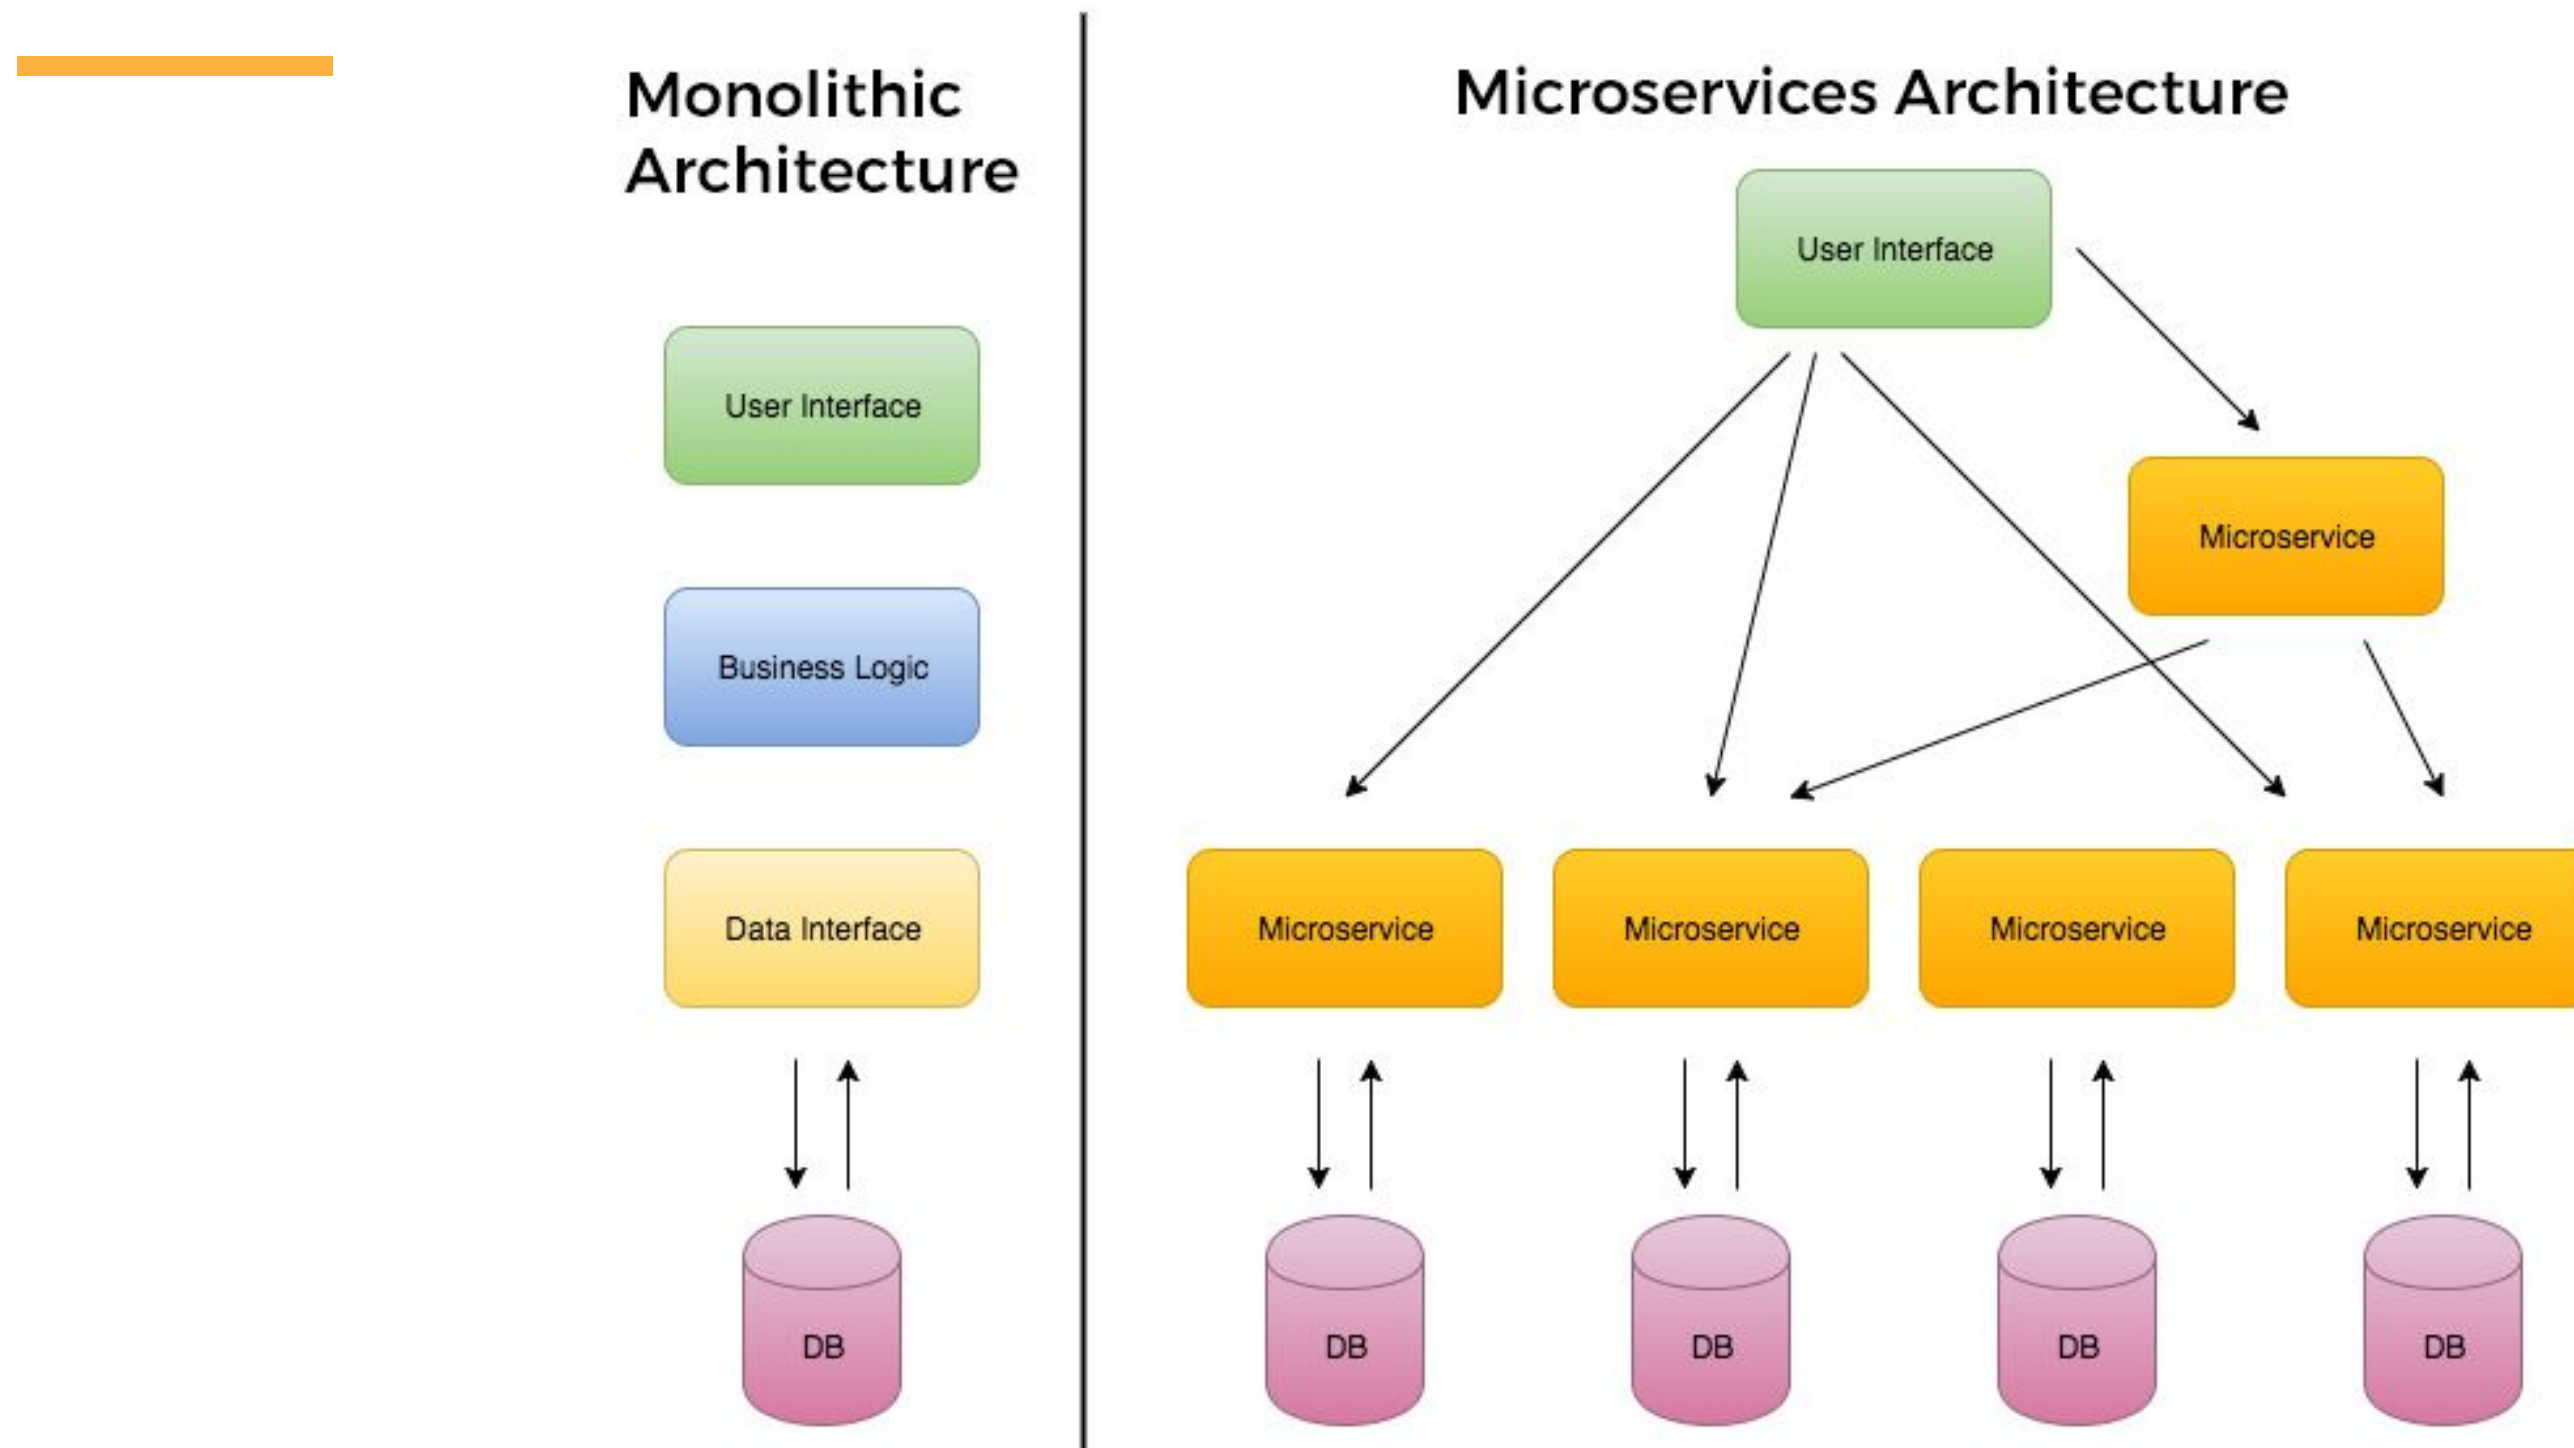 Monolithic
Architecture
User Interface
Business Logic
Data Interface
DB
Microservices Architecture
User Interface
Microservice
Microservice
Microservice
Microservice
Microservice
DB
DB
DB
DB